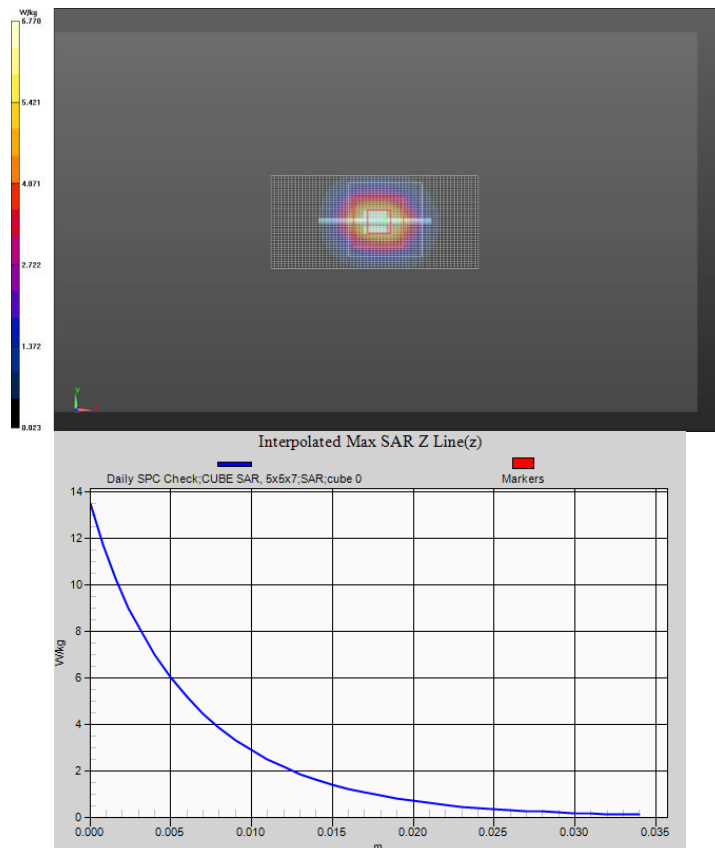 W/kg
6.770
5.421
4.071
2.722
1.372
0.023
Y
Interpolated Max SAR Z Line(z)
Daily SPC Check;CUBE SAR, 5x5x7;SAR;cube 0
Markers
14
12
10
8
6
4
2
0
W/kg
0.000 0.005 0.010 0.015 0.020 0.025 0.030 0.035
m